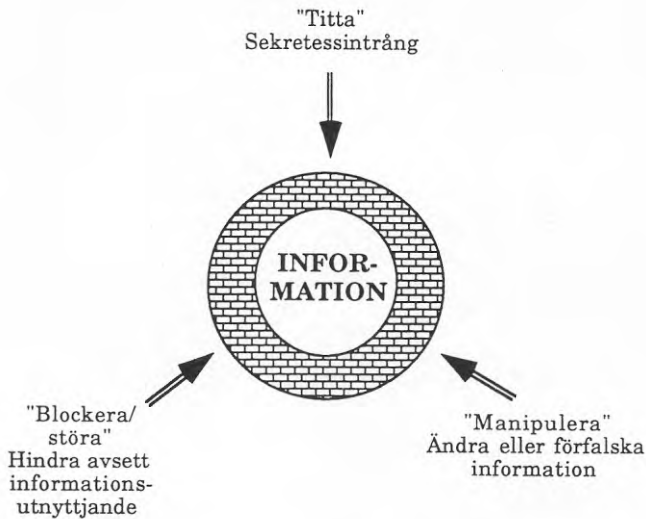 "Titta"
Sekretessintrång
INFOR-
MATION
"Blockera/
störa"
Hindra avsett
informations-
utnyttjande
"Manipulera"
Ändra eller förfalska
information